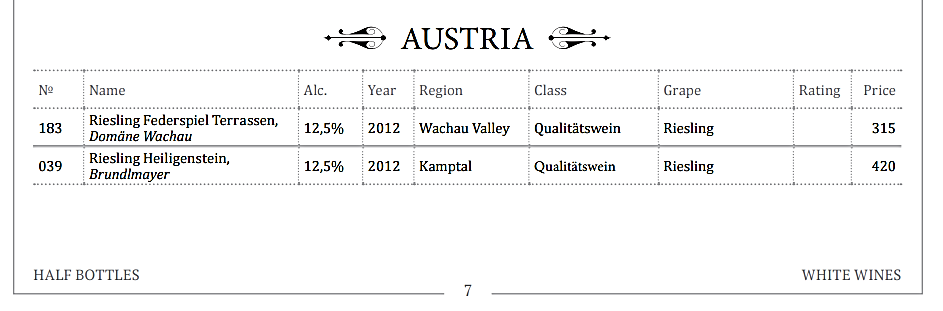 AUSTRIA
№ Name Alc. Year Region Class Grape Rating Price
183 Riesling Federspiel Terrassen, Domäne Wachau 12,5% 2012 Wachau Valley Qualitätswein Riesling 315
039 Riesling Heiligenstein, Brundlmayer 12,5% 2012 Kamptal Qualitätswein Riesling 420
HALF BOTTLES WHITE WINES
7